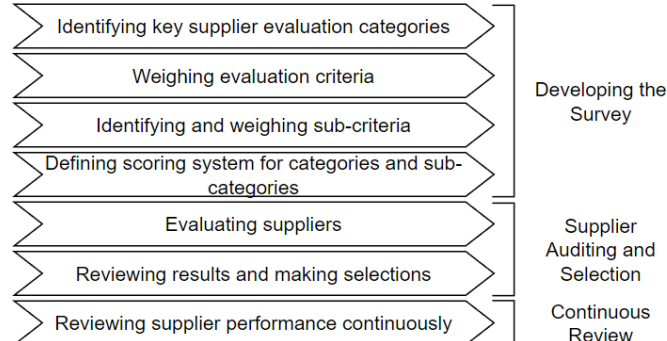 Identifying key supplier evaluation categories
Weighing evaluation criteria
Identifying and weighing sub-criteria
Defining scoring system for categories and sub-
categories
Developing the
Survey
Evaluating suppliers
Reviewing results and making selections
Supplier
Auditing and
Selection
Reviewing supplier performance continuously
Continuous
Review